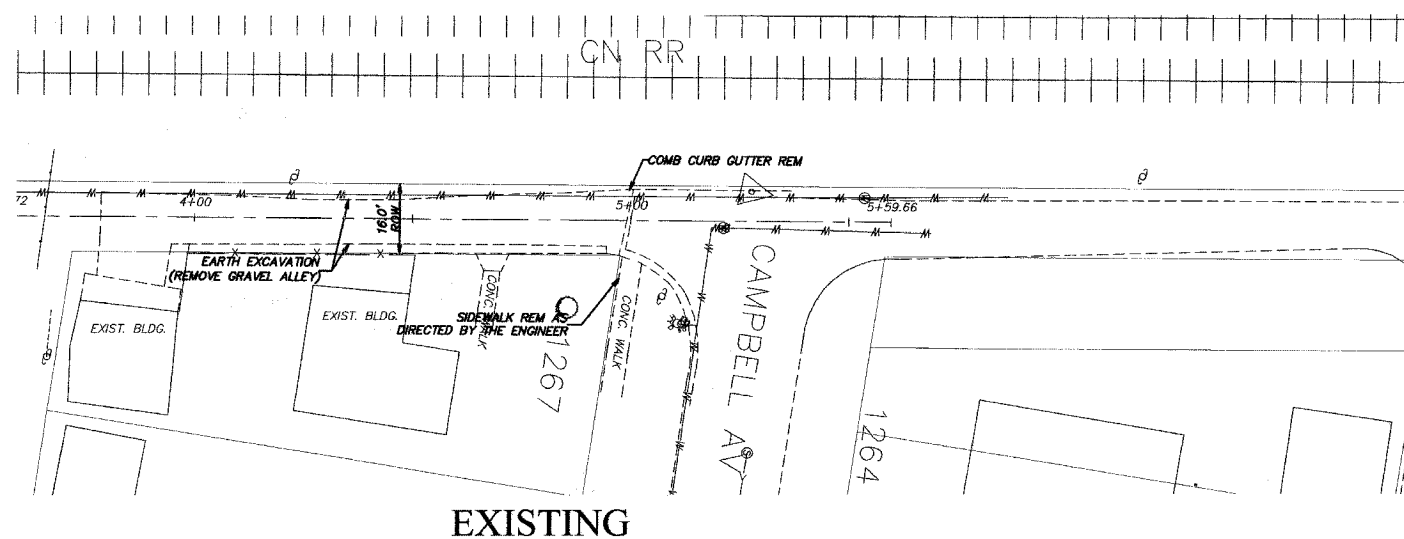 CN RR
COMB CURB GUTTER REM
72
4+00
16.0'
ROW
5+00
5+59.66
EARTH EXCAVATION
(REMOVE GRAVEL ALLEY)
EXIST. BLDG.
EXIST. BLDG.
CONC. WALK
SIDEWALK REM AS
DIRECTED BY THE ENGINEER
CONC. WALK
1267
CAMPBELL AV
1264
EXISTING